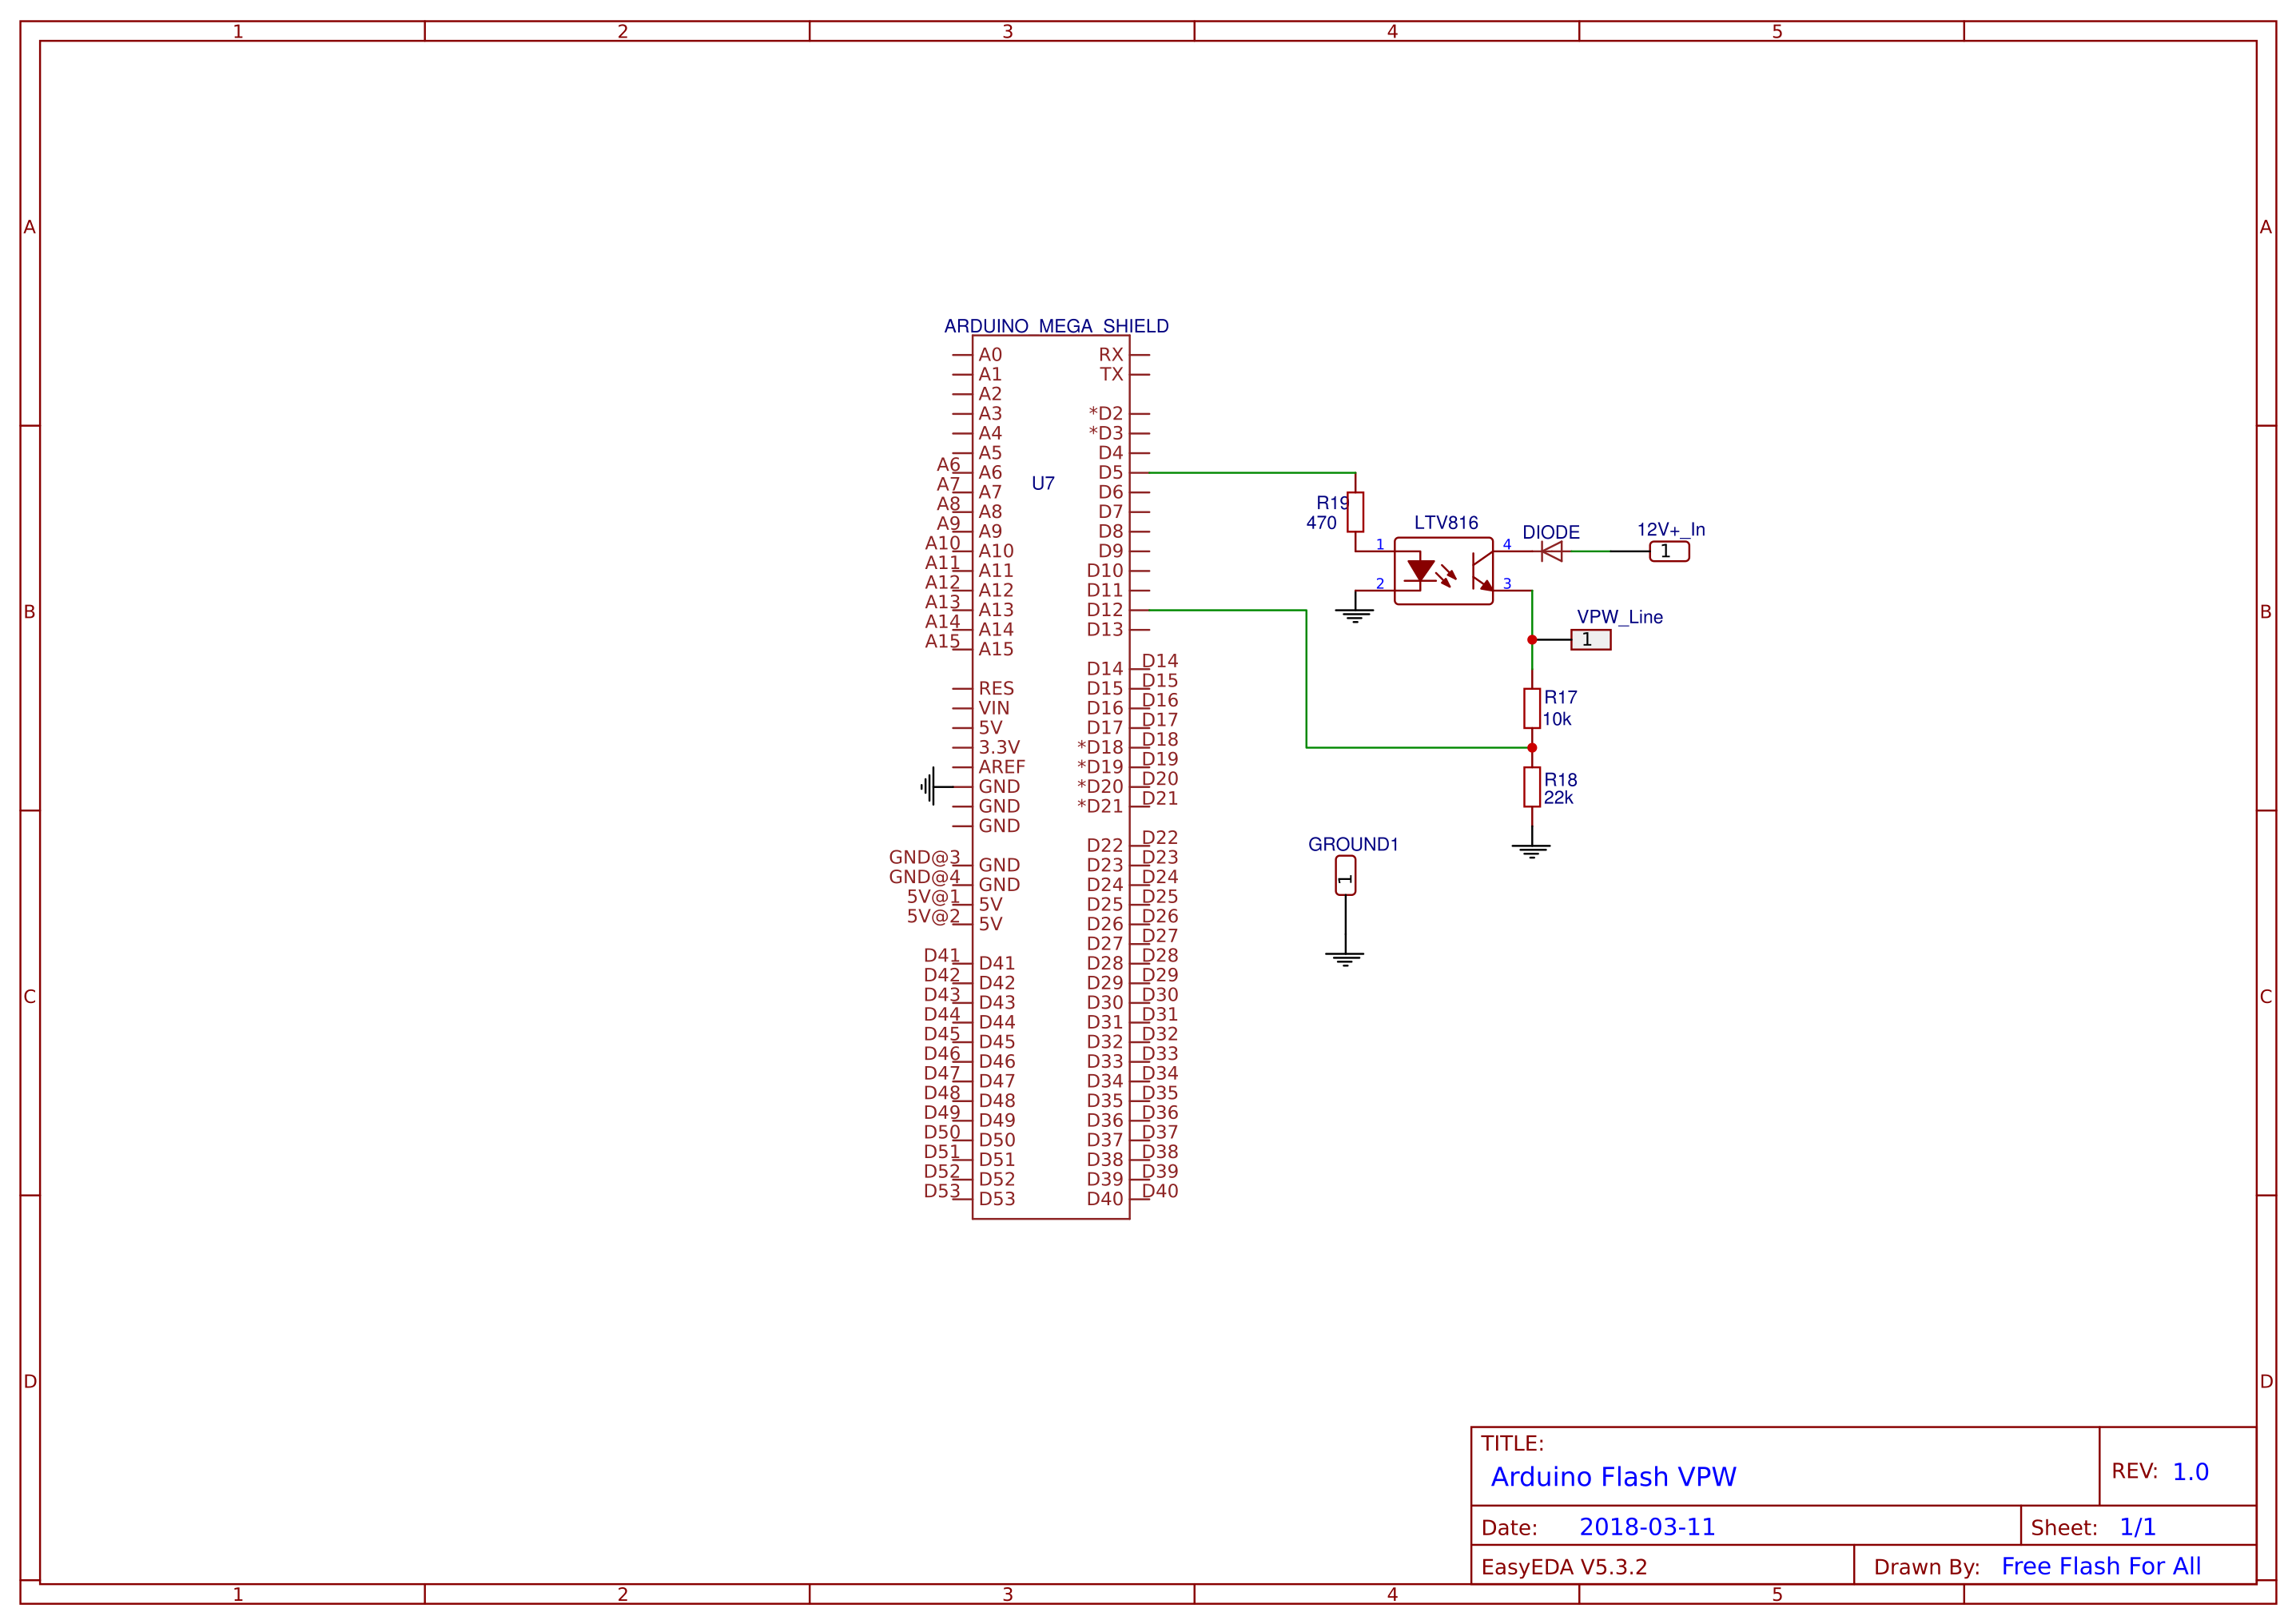 1 2 3 4 5
A A
B B
C C
D D
ARDUINO MEGA SHIELD
U7
A0 RX
A1 TX
A2
A3 *D2
A4 *D3
A5 D4
A6 A6 D5
A7 A7 D6
A8 A8 D7
A9 A9 D8
A10 A10 D9
A11 A11 D10
A12 A12 D11
A13 A13 D12
A14 A14 D13
A15 A15
D14 D14
RES D15 D15
VIN D16 D16
5V D17 D17
3.3V *D18 D18
AREF *D19 D19
GND *D20 D20
GND *D21 D21
GND
D22 D22
GND@3 GND D23 D23
GND@4 GND D24 D24
5V@1 5V D25 D25
5V@2 5V D26 D26
D27 D27
D41 D41 D28 D28
D42 D42 D29 D29
D43 D43 D30 D30
D44 D44 D31 D31
D45 D45 D32 D32
D46 D46 D33 D33
D47 D47 D34 D34
D48 D48 D35 D35
D49 D49 D36 D36
D50 D50 D37 D37
D51 D51 D38 D38
D52 D52 D39 D39
D53 D53 D40 D40
R19
470
LTV816
1 4
2 3
DIODE
12V+_In
1
VPW_Line
1
R17
10k
R18
22k
GROUND1
1
TITLE:
Arduino Flash VPW
REV: 1.0
Date: 2018-03-11
Sheet: 1/1
EasyEDA V5.3.2
Drawn By: Free Flash For All
1 2 3 4 5